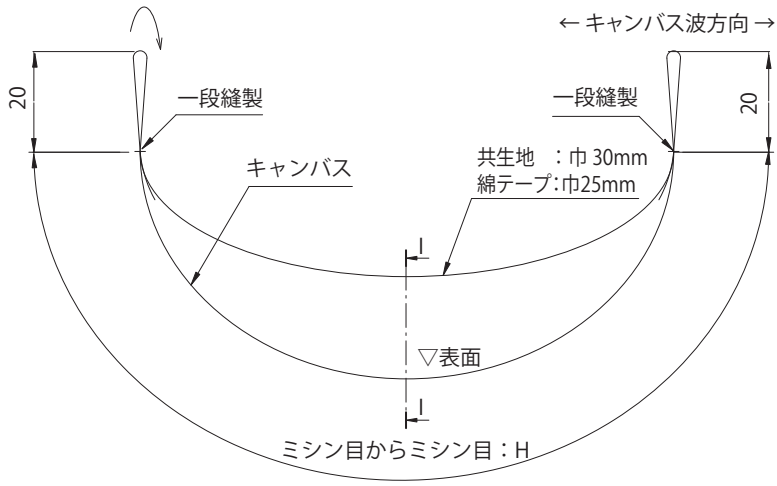 ← キャンバス波方向 →
20
一段縫製
一段縫製
20
共生地 ：巾 30mm
綿テープ：巾25mm
キャンバス
I
▽表面
I
ミシン目からミシン目：H